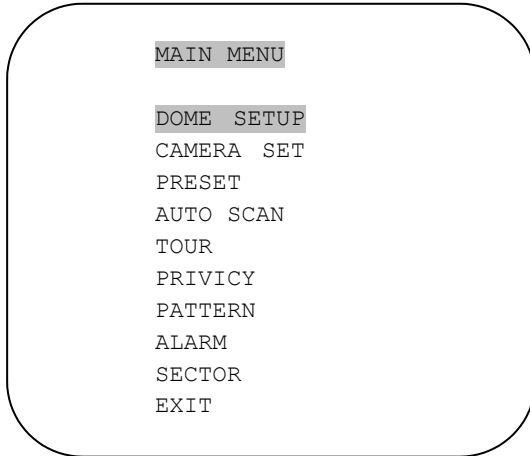 MAIN MENU
DOME SETUP
CAMERA SET
PRESET
AUTO SCAN
TOUR
PRIVICY
PATTERN
ALARM
SECTOR
EXIT